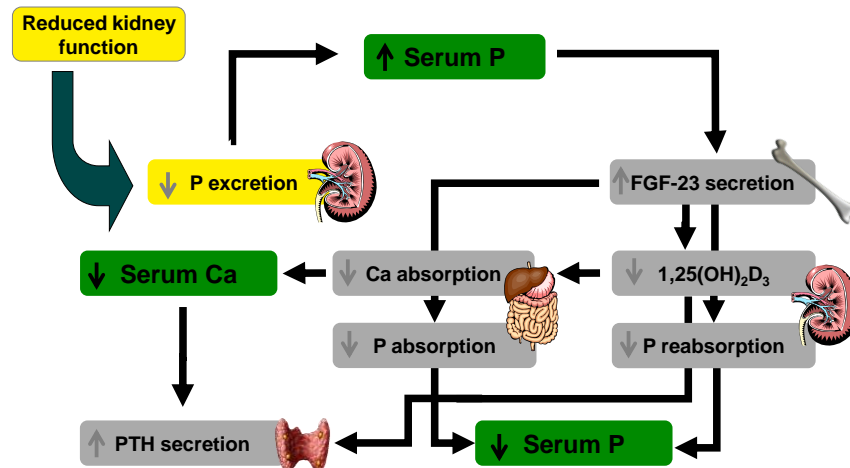 Reduced kidney
function
↑ Serum P
↓ P excretion
↑ FGF-23 secretion
↓ Serum Ca
↓ Ca absorption
↓ 1,25(OH)₂D₃
↓ P absorption
↓ P reabsorption
↑ PTH secretion
↓ Serum P